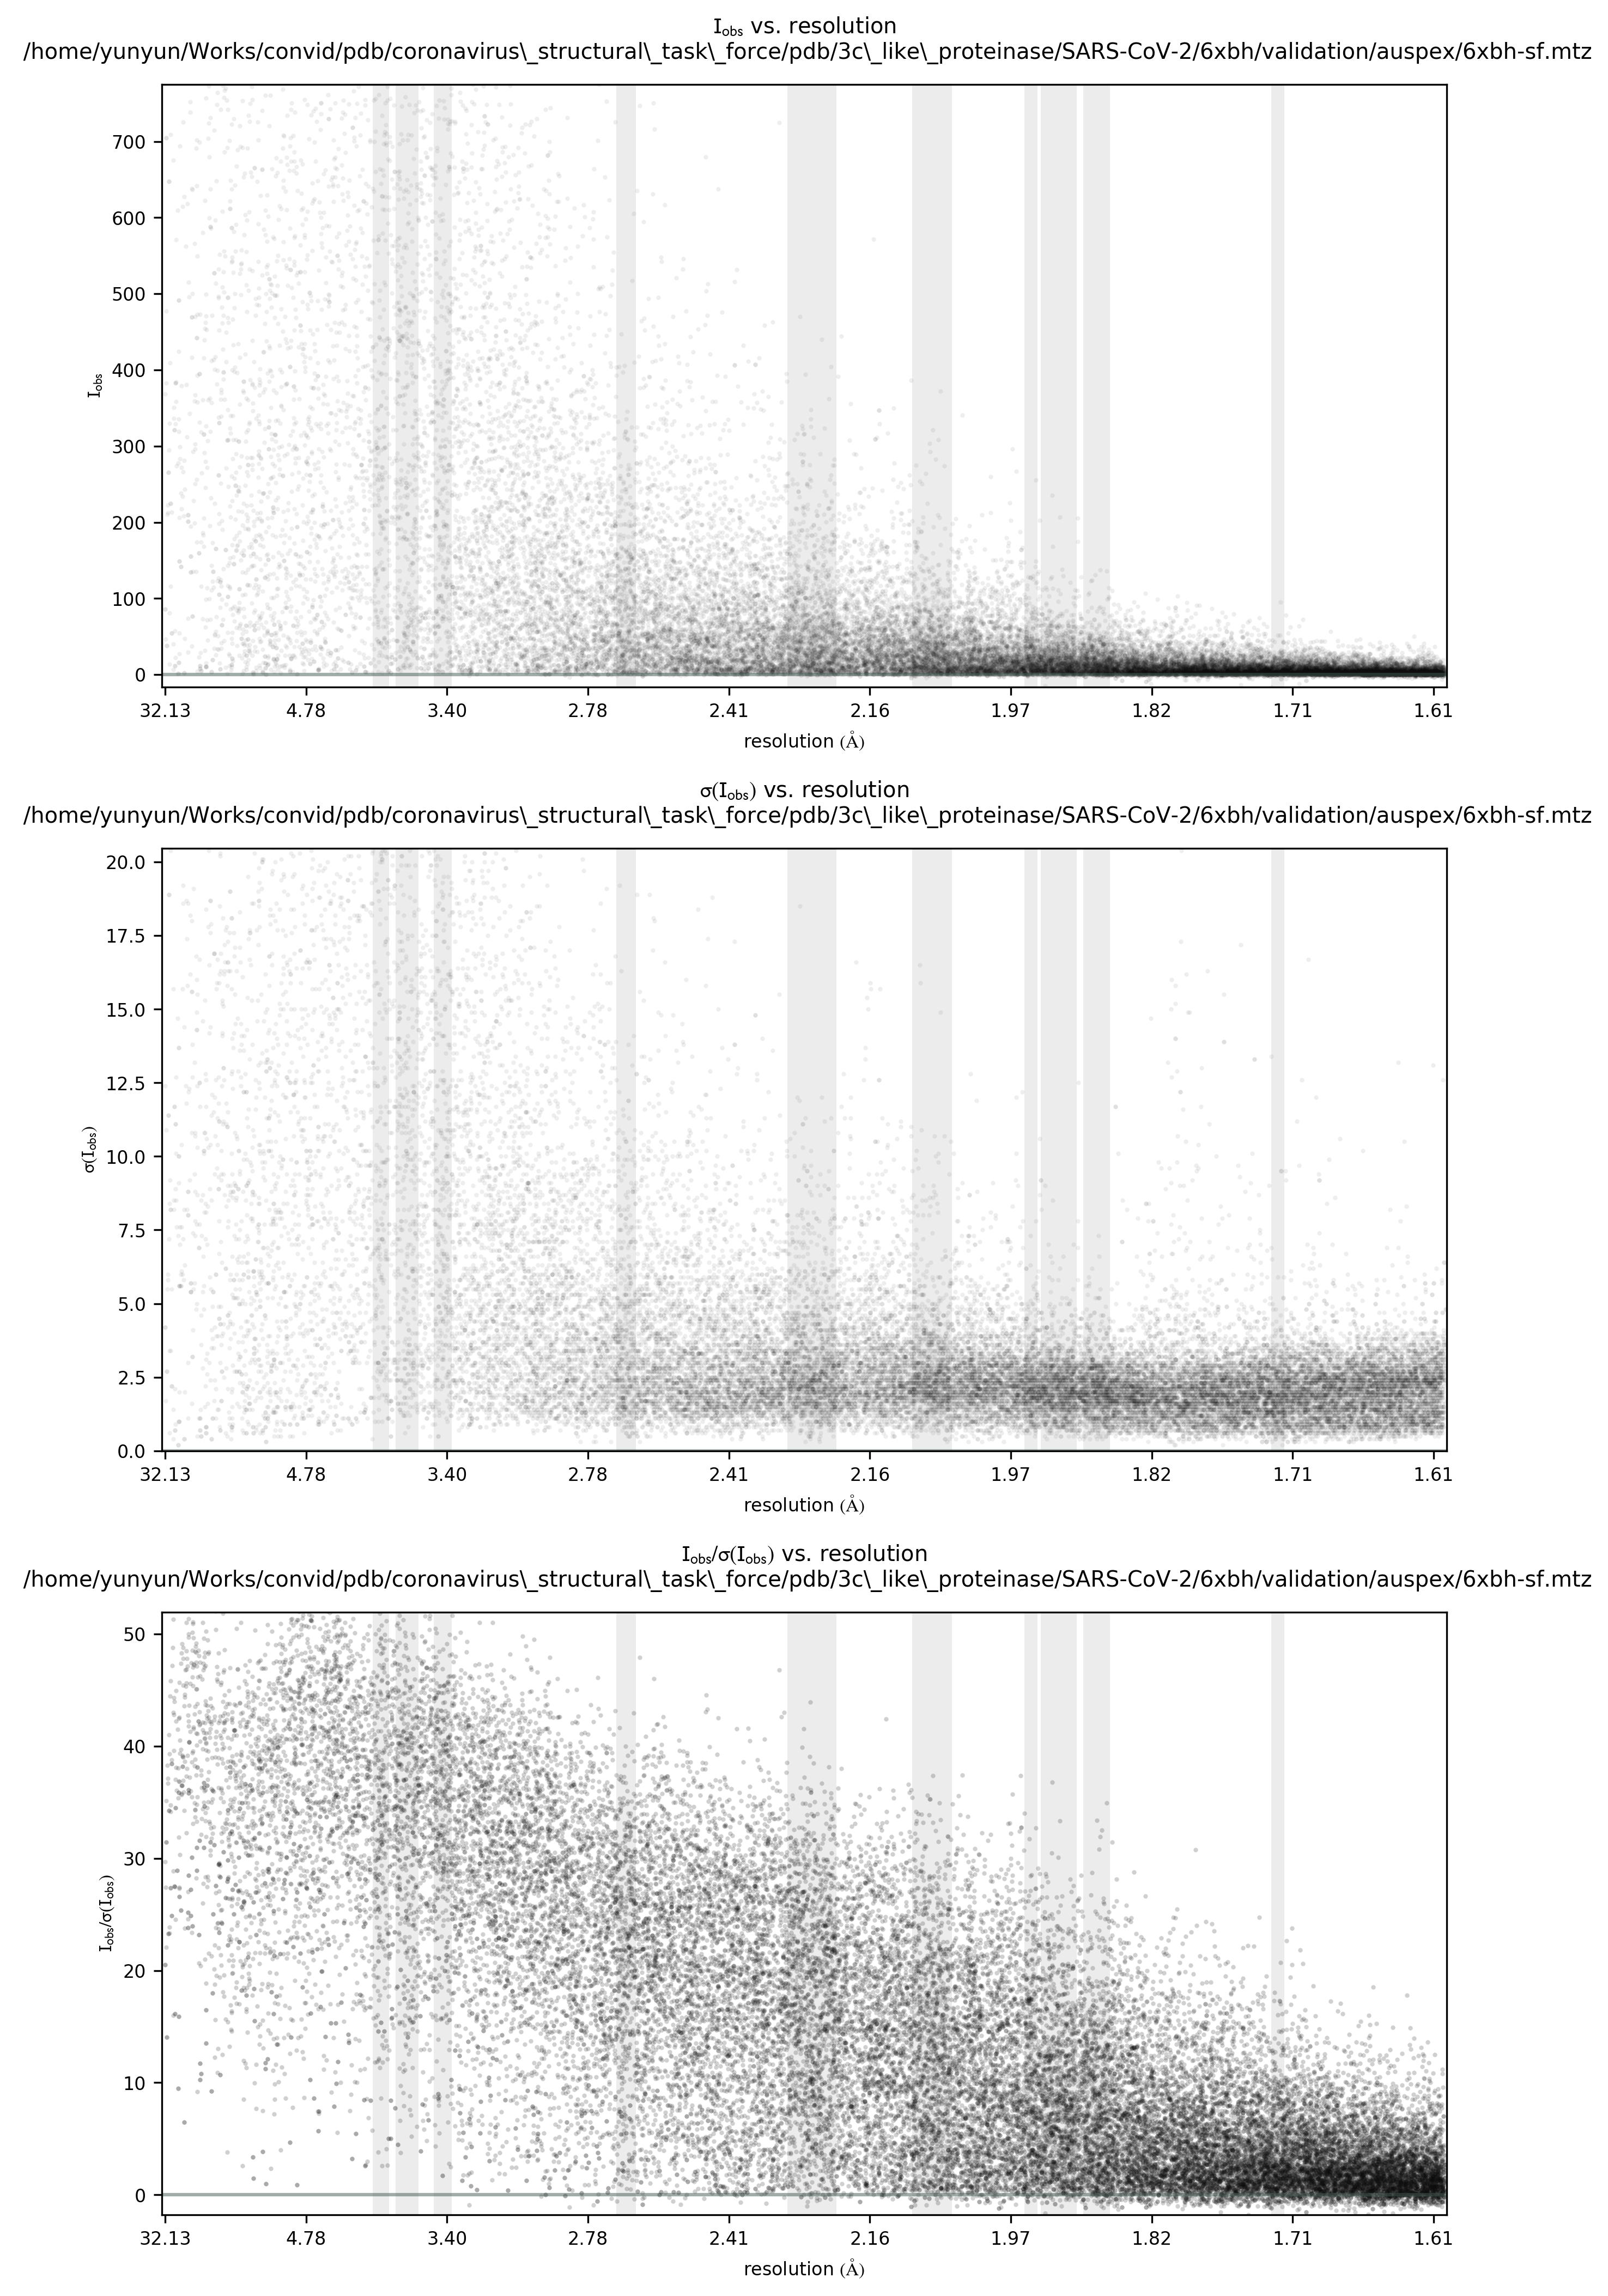 Iobs vs. resolution
/home/yunyun/Works/convid/pdb/coronavirus\_structural\_task\_force/pdb/3c\_like\_proteinase/SARS-CoV-2/6xbh/validation/auspex/6xbh-sf.mtz
700
600
500
400
300
200
100
0
Iobs
32.13 4.78 3.40 2.78 2.41 2.16 1.97 1.82 1.71 1.61
resolution (Å)
σ(Iobs) vs. resolution
/home/yunyun/Works/convid/pdb/coronavirus\_structural\_task\_force/pdb/3c\_like\_proteinase/SARS-CoV-2/6xbh/validation/auspex/6xbh-sf.mtz
20.0
17.5
15.0
12.5
10.0
7.5
5.0
2.5
0.0
σ(Iobs)
32.13 4.78 3.40 2.78 2.41 2.16 1.97 1.82 1.71 1.61
resolution (Å)
Iobs/σ(Iobs) vs. resolution
/home/yunyun/Works/convid/pdb/coronavirus\_structural\_task\_force/pdb/3c\_like\_proteinase/SARS-CoV-2/6xbh/validation/auspex/6xbh-sf.mtz
50
40
30
20
10
0
Iobs/σ(Iobs)
32.13 4.78 3.40 2.78 2.41 2.16 1.97 1.82 1.71 1.61
resolution (Å)